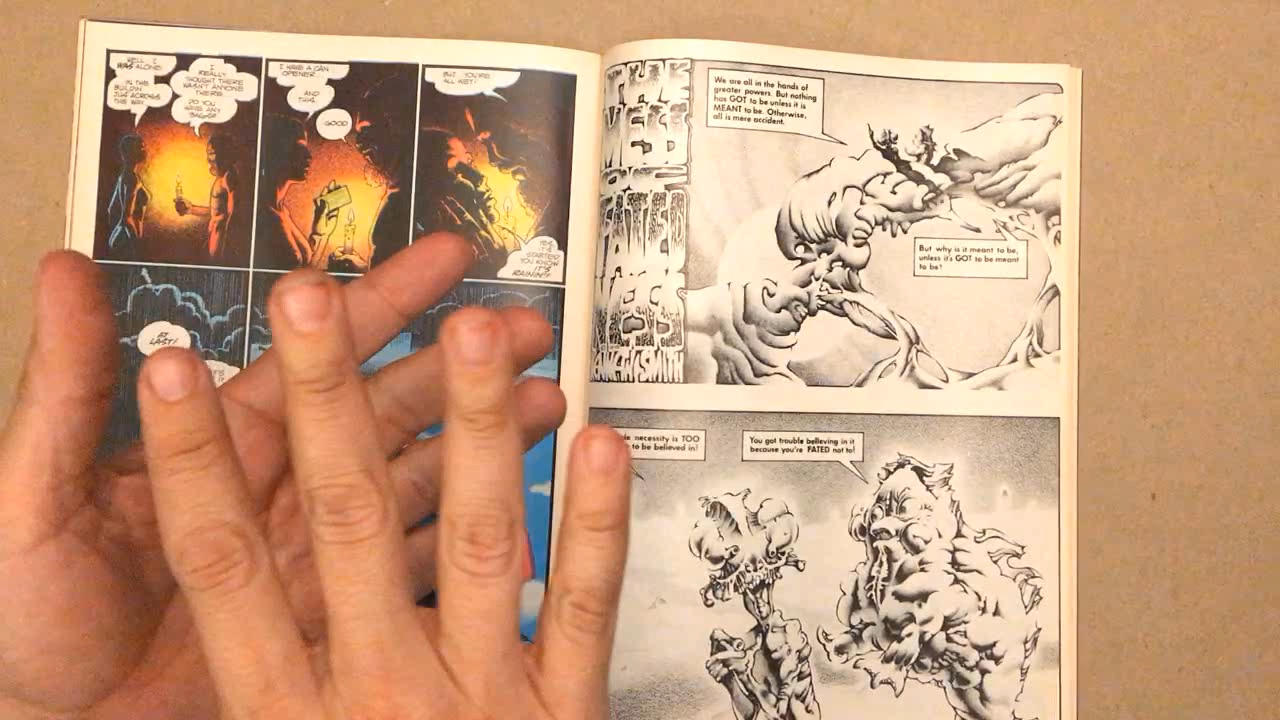 WELL, I
WAS ALONE.
IN THE
BUILDING
JUST ACROSS
THE WAY.
I
REALLY
THOUGHT THERE
WASN'T ANYONE
THERE.
DO YOU
HAVE ANY
I HAVE A CAN
OPENER...
AND
THIS.
GOOD.
BUT YOU'RE
ALL WET!
YES,
IT'S
STARTED!
YOU KNOW
IT'S
RAINING?
AT
LAST!
We are all in the hands of
greater powers. But nothing
has GOT to be unless it is
MEANT to be. Otherwise,
all is mere accident.
But why is it meant to be,
unless it's GOT to be meant
to be?
necessity is TOO
to be believed in!
You got trouble believing in it
because you're FATED not to!
SMITH